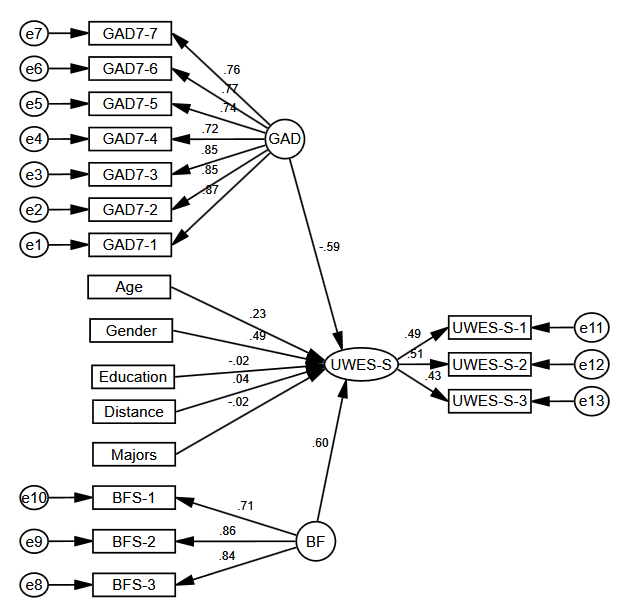 e7 GAD7-7
.76
e6 GAD7-6
.77
e5 GAD7-5
.74
e4 GAD7-4 .72 GAD
.85
e3 GAD7-3
.85
e2 GAD7-2
.87
e1 GAD7-1
-.59
Age
.23
Gender .49
UWES-S-1 e11
.49
-.02
.51
UWES-S UWES-S-2 e12
Education
.04
.43
-.02
UWES-S-3 e13
Distance
Majors
.60
e10 BFS-1
.71
e9 BFS-2 .86 BF
.84
e8 BFS-3